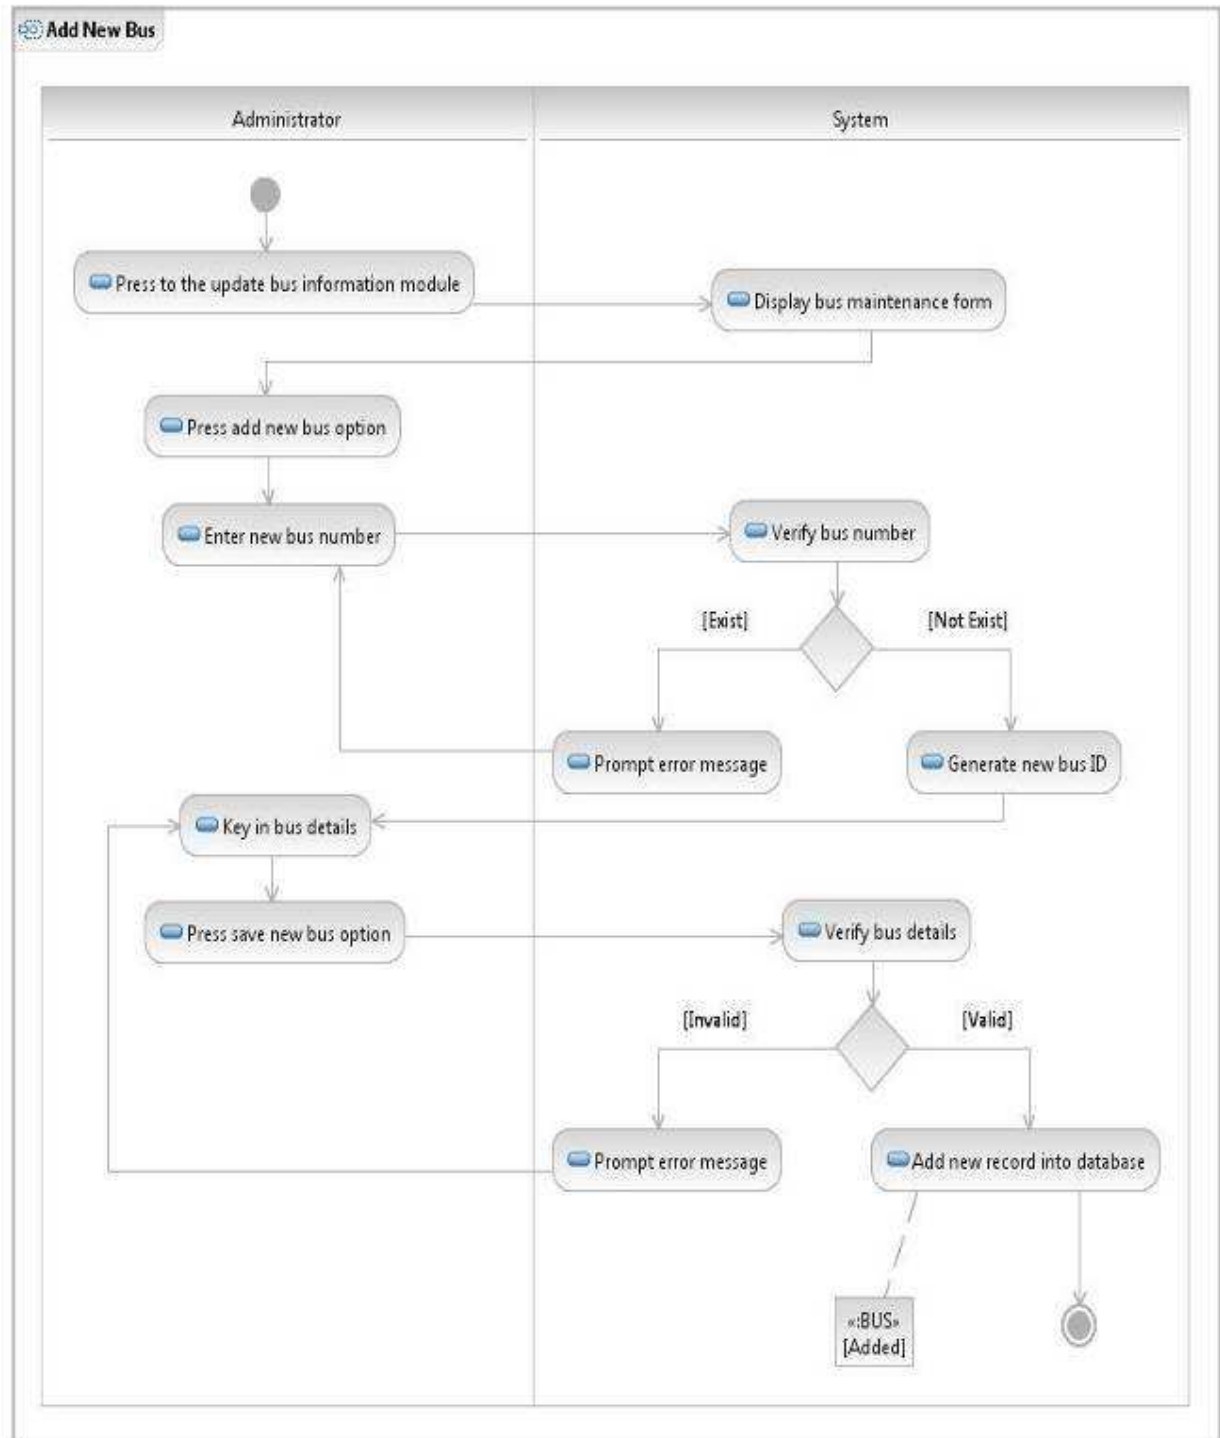 Add New Bus
Administrator
System
Press to the update bus information module
Display bus maintenance form
Press add new bus option
Enter new bus number
Verify bus number
[Exist]
[Not Exist]
Prompt error message
Generate new bus ID
Key in bus details
Press save new bus option
Verify bus details
[Invalid]
[Valid]
Prompt error message
Add new record into database
«:BUS»
[Added]